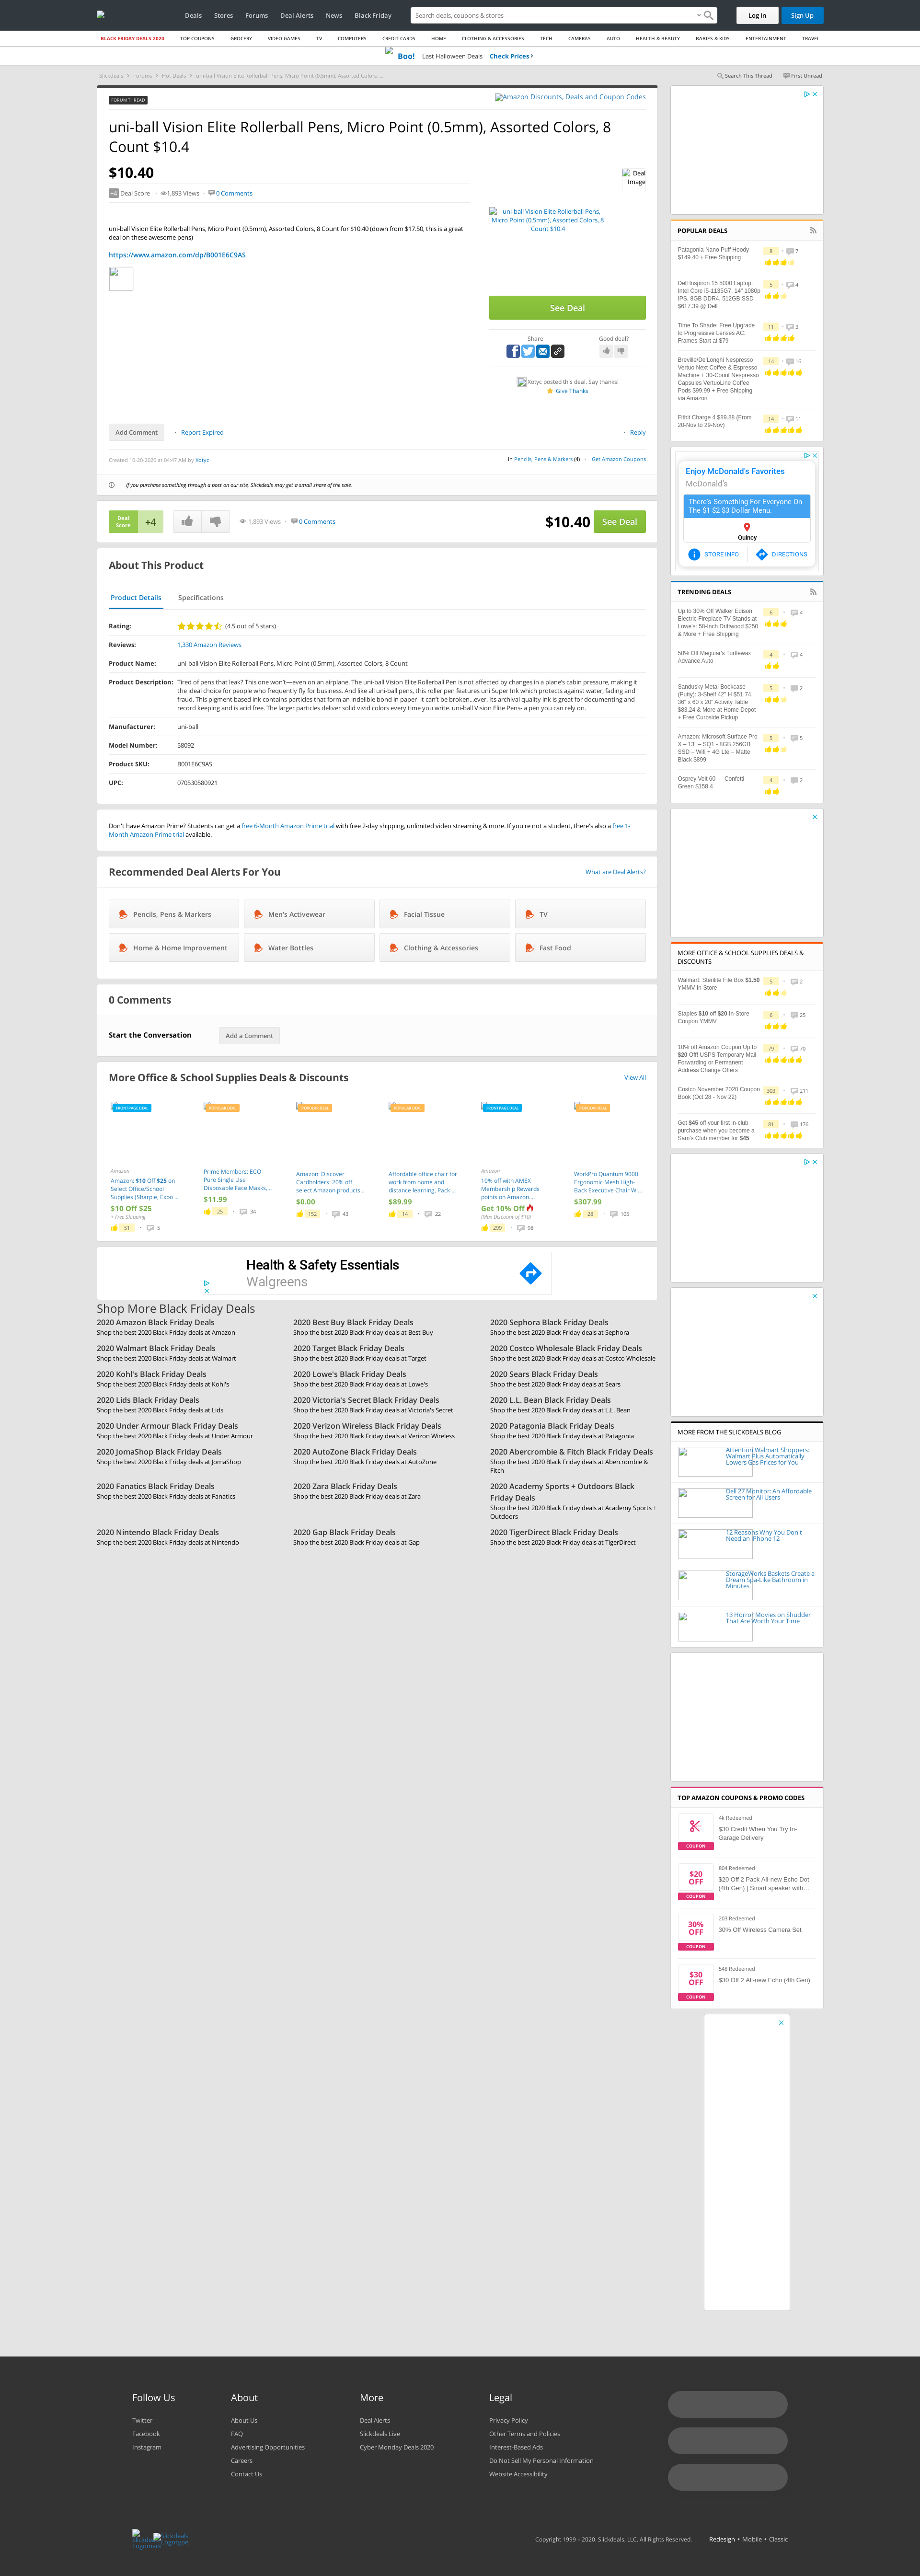 Deals Stores Forums Deal Alerts News Black Friday
Search deals, coupons & stores
Log In Sign Up
BLACK FRIDAY DEALS 2020 TOP COUPONS GROCERY VIDEO GAMES TV COMPUTERS CREDIT CARDS HOME CLOTHING & ACCESSORIES TECH CAMERAS AUTO HEALTH & BEAUTY BABIES & KIDS ENTERTAINMENT TRAVEL
Boo! Last Halloween Deals Check Prices ›
Slickdeals › Forums › Hot Deals › uni-ball Vision Elite Rollerball Pens, Micro Point (0.5mm), Assorted Colors, ...
Search This Thread First Unread
FORUM THREAD
Amazon Discounts, Deals and Coupon Codes
uni-ball Vision Elite Rollerball Pens, Micro Point (0.5mm), Assorted Colors, 8
Count $10.4
$10.40
+4 Deal Score 1,893 Views 0 Comments
Deal
Image
uni-ball Vision Elite Rollerball Pens, Micro Point (0.5mm), Assorted Colors, 8 Count for $10.40 (down from $17.50, this is a great
deal on these awesome pens)
https://www.amazon.com/dp/B001E6C9AS
uni-ball Vision Elite Rollerball Pens,
Micro Point (0.5mm), Assorted Colors, 8
Count $10.4
See Deal
Share
Good deal?
Xotyc posted this deal. Say thanks!
Give Thanks
Add Comment
Report Expired
Reply
Created 10-20-2020 at 04:47 AM by Xotyc
in Pencils, Pens & Markers (4) Get Amazon Coupons
If you purchase something through a post on our site, Slickdeals may get a small share of the sale.
Deal
Score
+4
1,893 Views 0 Comments
$10.40 See Deal
About This Product
Product Details Specifications
Rating: (4.5 out of 5 stars)
Reviews: 1,330 Amazon Reviews
Product Name: uni-ball Vision Elite Rollerball Pens, Micro Point (0.5mm), Assorted Colors, 8 Count
Product Description: Tired of pens that leak? This one won't—even on an airplane. The uni-ball Vision Elite Rollerball Pen is not affected by changes in a plane's cabin pressure, making it
the ideal choice for people who frequently fly for business. And like all uni-ball pens, this roller pen features uni Super Ink which protects against water, fading and
fraud. This pigment based ink contains particles that form an indelible bond in paper- it can't be broken..ever. Its archival quality ink is great for documenting and
record keeping and is acid free. The larger particles deliver solid vivid colors every time you write. uni-ball Vision Elite Pens- a pen you can rely on.
Manufacturer: uni-ball
Model Number: 58092
Product SKU: B001E6C9AS
UPC: 070530580921
Don't have Amazon Prime? Students can get a free 6-Month Amazon Prime trial with free 2-day shipping, unlimited video streaming & more. If you're not a student, there's also a free 1-
Month Amazon Prime trial available.
Recommended Deal Alerts For You
What are Deal Alerts?
Pencils, Pens & Markers Men's Activewear Facial Tissue TV
Home & Home Improvement Water Bottles Clothing & Accessories Fast Food
0 Comments
Start the Conversation Add a Comment
More Office & School Supplies Deals & Discounts
View All
FRONTPAGE DEAL
Amazon
Amazon: $10 Off $25 on
Select Office/School
Supplies (Sharpie, Expo ...
$10 Off $25
+ Free Shipping
51 5
POPULAR DEAL
Prime Members: ECO
Pure Single Use
Disposable Face Masks,...
$11.99
25 34
POPULAR DEAL
Amazon: Discover
Cardholders: 20% off
select Amazon products...
$0.00
152 43
POPULAR DEAL
Affordable office chair for
work from home and
distance learning, Pack ...
$89.99
14 22
FRONTPAGE DEAL
Amazon
10% off with AMEX
Membership Rewards
points on Amazon....
Get 10% Off
(Max Discount of $10)
299 98
POPULAR DEAL
WorkPro Quantum 9000
Ergonomic Mesh High-
Back Executive Chair Wi...
$307.99
28 105
Health & Safety Essentials
Walgreens
Shop More Black Friday Deals
2020 Amazon Black Friday Deals
Shop the best 2020 Black Friday deals at Amazon
2020 Best Buy Black Friday Deals
Shop the best 2020 Black Friday deals at Best Buy
2020 Sephora Black Friday Deals
Shop the best 2020 Black Friday deals at Sephora
2020 Walmart Black Friday Deals
Shop the best 2020 Black Friday deals at Walmart
2020 Target Black Friday Deals
Shop the best 2020 Black Friday deals at Target
2020 Costco Wholesale Black Friday Deals
Shop the best 2020 Black Friday deals at Costco Wholesale
2020 Kohl's Black Friday Deals
Shop the best 2020 Black Friday deals at Kohl's
2020 Lowe's Black Friday Deals
Shop the best 2020 Black Friday deals at Lowe's
2020 Sears Black Friday Deals
Shop the best 2020 Black Friday deals at Sears
2020 Lids Black Friday Deals
Shop the best 2020 Black Friday deals at Lids
2020 Victoria's Secret Black Friday Deals
Shop the best 2020 Black Friday deals at Victoria's Secret
2020 L.L. Bean Black Friday Deals
Shop the best 2020 Black Friday deals at L.L. Bean
2020 Under Armour Black Friday Deals
Shop the best 2020 Black Friday deals at Under Armour
2020 Verizon Wireless Black Friday Deals
Shop the best 2020 Black Friday deals at Verizon Wireless
2020 Patagonia Black Friday Deals
Shop the best 2020 Black Friday deals at Patagonia
2020 JomaShop Black Friday Deals
Shop the best 2020 Black Friday deals at JomaShop
2020 AutoZone Black Friday Deals
Shop the best 2020 Black Friday deals at AutoZone
2020 Abercrombie & Fitch Black Friday Deals
Shop the best 2020 Black Friday deals at Abercrombie &
Fitch
2020 Fanatics Black Friday Deals
Shop the best 2020 Black Friday deals at Fanatics
2020 Zara Black Friday Deals
Shop the best 2020 Black Friday deals at Zara
2020 Academy Sports + Outdoors Black
Friday Deals
Shop the best 2020 Black Friday deals at Academy Sports +
Outdoors
2020 Nintendo Black Friday Deals
Shop the best 2020 Black Friday deals at Nintendo
2020 Gap Black Friday Deals
Shop the best 2020 Black Friday deals at Gap
2020 TigerDirect Black Friday Deals
Shop the best 2020 Black Friday deals at TigerDirect
POPULAR DEALS
Patagonia Nano Puff Hoody 8 7
$149.40 + Free Shipping
Dell Inspiron 15 5000 Laptop: 5 4
Intel Core i5-1135G7, 14" 1080p
IPS, 8GB DDR4, 512GB SSD
$617.39 @ Dell
Time To Shade: Free Upgrade 11 3
to Progressive Lenses AC:
Frames Start at $79
Breville/De'Longhi Nespresso 14 16
Vertuo Next Coffee & Espresso
Machine + 30-Count Nespresso
Capsules VertuoLine Coffee
Pods $99.99 + Free Shipping
via Amazon
Fitbit Charge 4 $89.88 (From 14 11
20-Nov to 29-Nov)
Enjoy McDonald's Favorites
McDonald's
There's Something For Everyone On
The $1 $2 $3 Dollar Menu.
Quincy
STORE INFO DIRECTIONS
TRENDING DEALS
Up to 30% Off Walker Edison 6 4
Electric Fireplace TV Stands at
Lowe's: 58-Inch Driftwood $250
& More + Free Shipping
50% Off Meguiar's Turtlewax 4 4
Advance Auto
Sandusky Metal Bookcase 5 2
(Putty): 3-Shelf 42" H $51.74,
36" x 60 x 20" Activity Table
$83.24 & More at Home Depot
+ Free Curbside Pickup
Amazon: Microsoft Surface Pro 5 5
X – 13" – SQ1 - 8GB 256GB
SSD – Wifi + 4G Lte – Matte
Black $899
Osprey Volt 60 — Confetti 4 2
Green $158.4
MORE OFFICE & SCHOOL SUPPLIES DEALS &
DISCOUNTS
Walmart: Sterilite File Box $1.50 5 2
YMMV In-Store
Staples $10 off $20 In-Store 6 25
Coupon YMMV
10% off Amazon Coupon Up to 79 70
$20 Off! USPS Temporary Mail
Forwarding or Permanent
Address Change Offers
Costco November 2020 Coupon 303 211
Book (Oct 28 - Nov 22)
Get $45 off your first in-club 81 176
purchase when you become a
Sam's Club member for $45
MORE FROM THE SLICKDEALS BLOG
Attention Walmart Shoppers:
Walmart Plus Automatically
Lowers Gas Prices for You
Dell 27 Monitor: An Affordable
Screen for All Users
12 Reasons Why You Don't
Need an iPhone 12
StorageWorks Baskets Create a
Dream Spa-Like Bathroom in
Minutes
13 Horror Movies on Shudder
That Are Worth Your Time
TOP AMAZON COUPONS & PROMO CODES
4k Redeemed
$30 Credit When You Try In-
Garage Delivery
COUPON
$20
OFF
804 Redeemed
$20 Off 2 Pack All-new Echo Dot
(4th Gen) | Smart speaker with...
COUPON
30%
OFF
203 Redeemed
30% Off Wireless Camera Set
COUPON
$30
OFF
548 Redeemed
$30 Off 2 All-new Echo (4th Gen)
COUPON
Follow Us
Twitter
Facebook
Instagram
About
About Us
FAQ
Advertising Opportunities
Careers
Contact Us
More
Deal Alerts
Slickdeals Live
Cyber Monday Deals 2020
Legal
Privacy Policy
Other Terms and Policies
Interest-Based Ads
Do Not Sell My Personal Information
Website Accessibility
Slickdeals Logomark
Slickdeals Logotype
Copyright 1999 – 2020. Slickdeals, LLC. All Rights Reserved. Redesign • Mobile • Classic